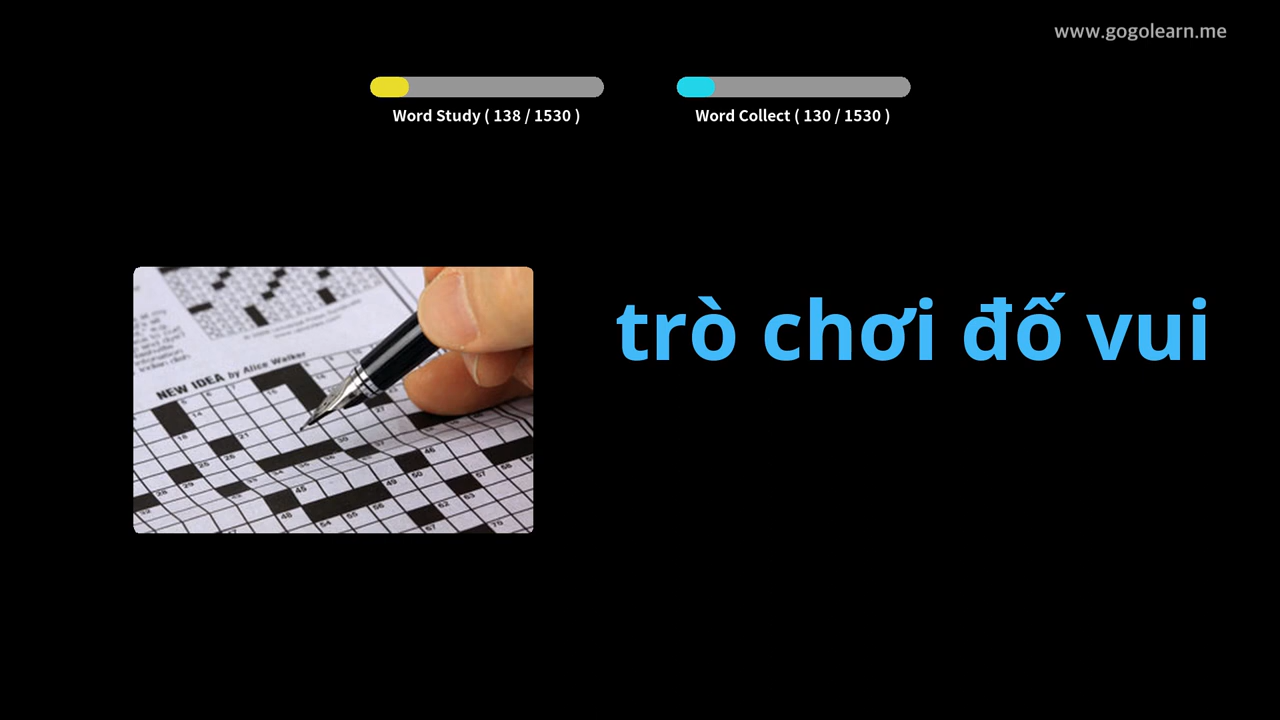 www.gogolearn.me
Word Study ( 138 / 1530 )
Word Collect ( 130 / 1530 )
trò chơi đố vui
NEW IDEA by Alice Walker